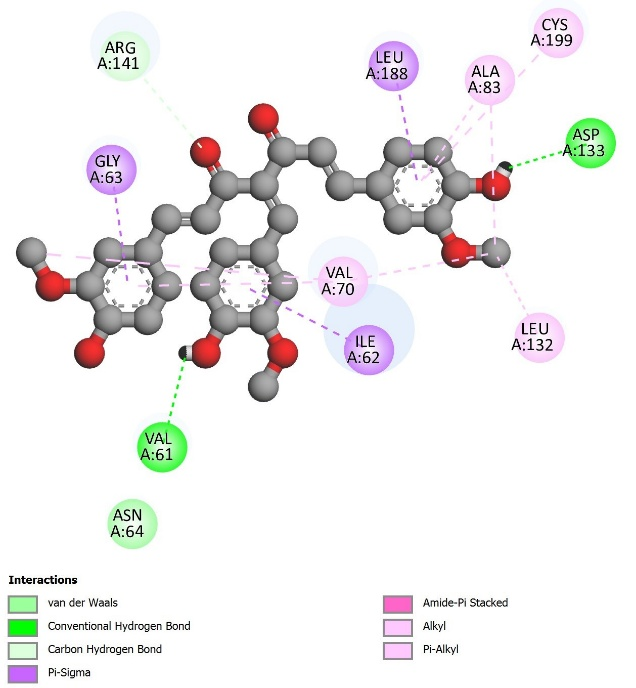 CYS
A:199
ARG
A:141
LEU
A:188
ALA
A:83
ASP
A:133
GLY
A:63
VAL
A:70
LEU
A:132
ILE
A:62
VAL
A:61
ASN
A:64
Interactions
van der Waals
Conventional Hydrogen Bond
Carbon Hydrogen Bond
Pi-Sigma
Amide-Pi Stacked
Alkyl
Pi-Alkyl